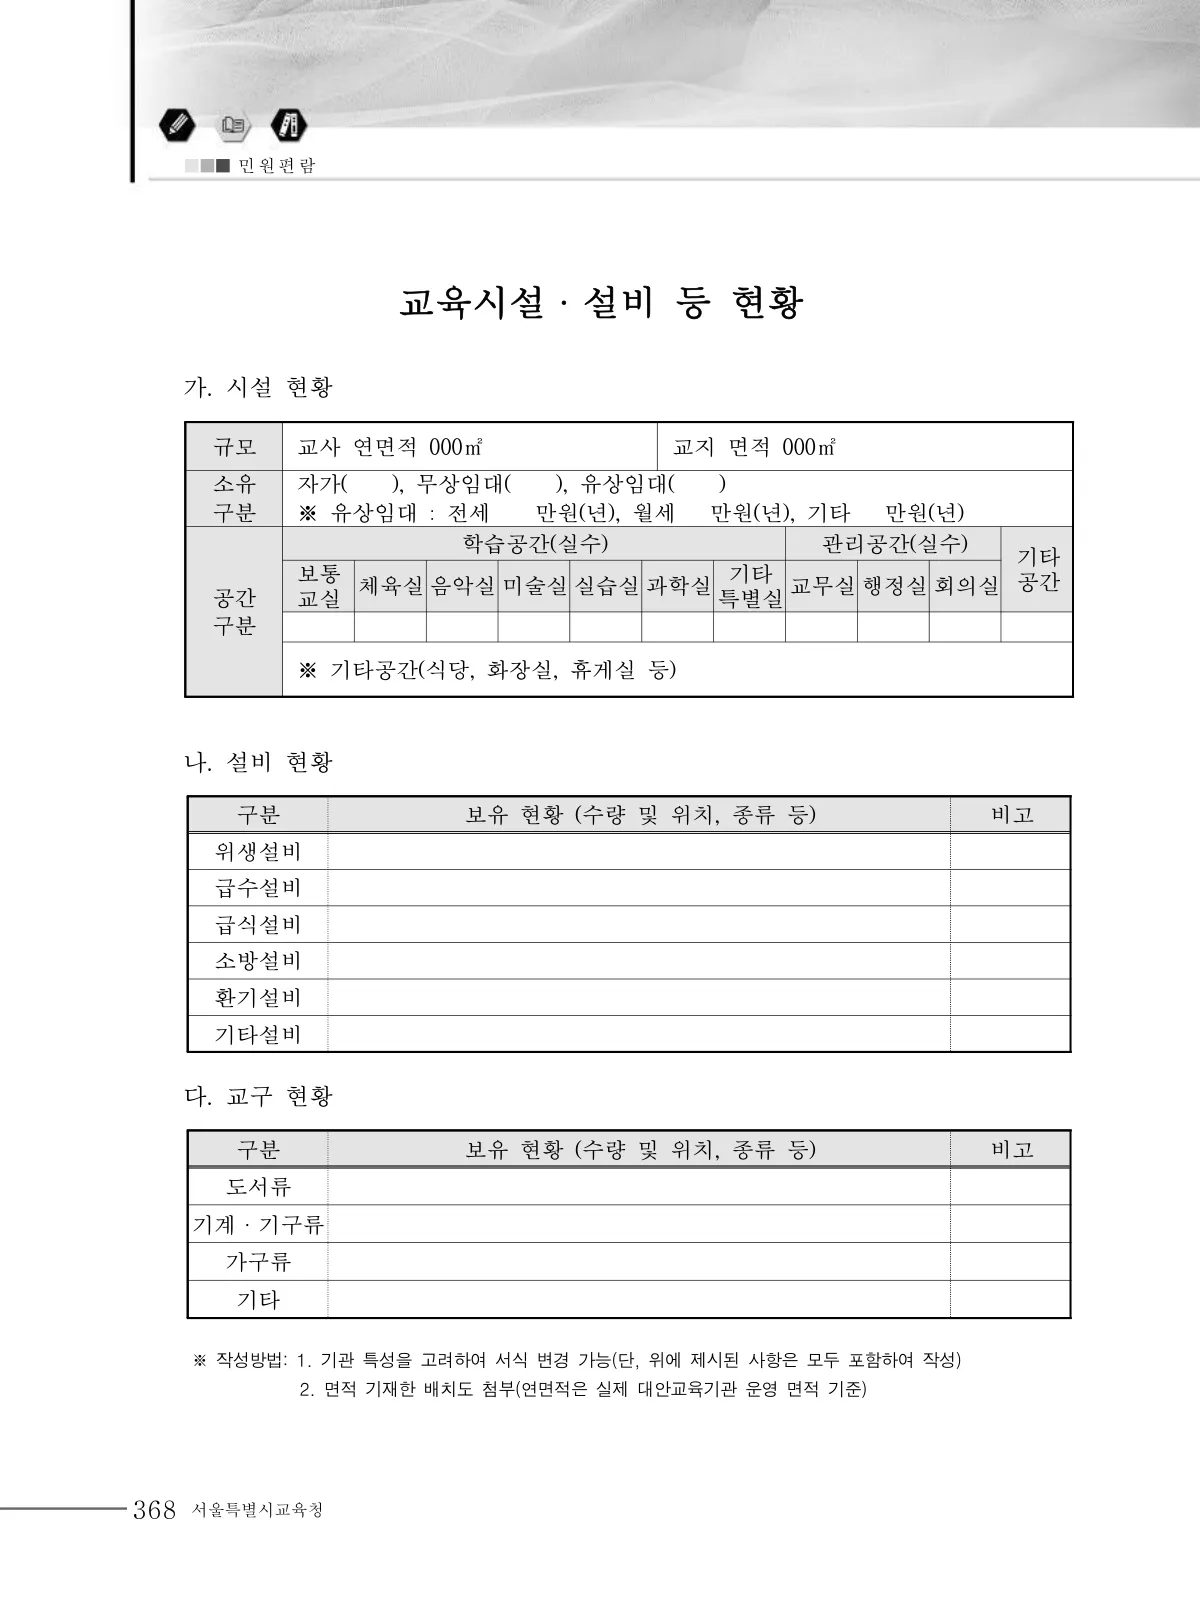 민원편람
교육시설·설비 등 현황
가. 시설 현황
규모 교사 연면적 000㎡ 교지 면적 000㎡
소유 구분 자가( ), 무상임대( ), 유상임대( )
※ 유상임대 : 전세 만원(년), 월세 만원(년), 기타 만원(년)
공간 구분 학습공간(실수) 관리공간(실수) 기타 공간
보통 교실 체육실 음악실 미술실 실습실 과학실 기타 특별실 교무실 행정실 회의실
※ 기타공간(식당, 화장실, 휴게실 등)
나. 설비 현황
구분 보유 현황 (수량 및 위치, 종류 등) 비고
위생설비
급수설비
급식설비
소방설비
환기설비
기타설비
다. 교구 현황
구분 보유 현황 (수량 및 위치, 종류 등) 비고
도서류
기계·기구류
가구류
기타
※ 작성방법: 1. 기관 특성을 고려하여 서식 변경 가능(단, 위에 제시된 사항은 모두 포함하여 작성)
2. 면적 기재한 배치도 첨부(연면적은 실제 대안교육기관 운영 면적 기준)
368 서울특별시교육청